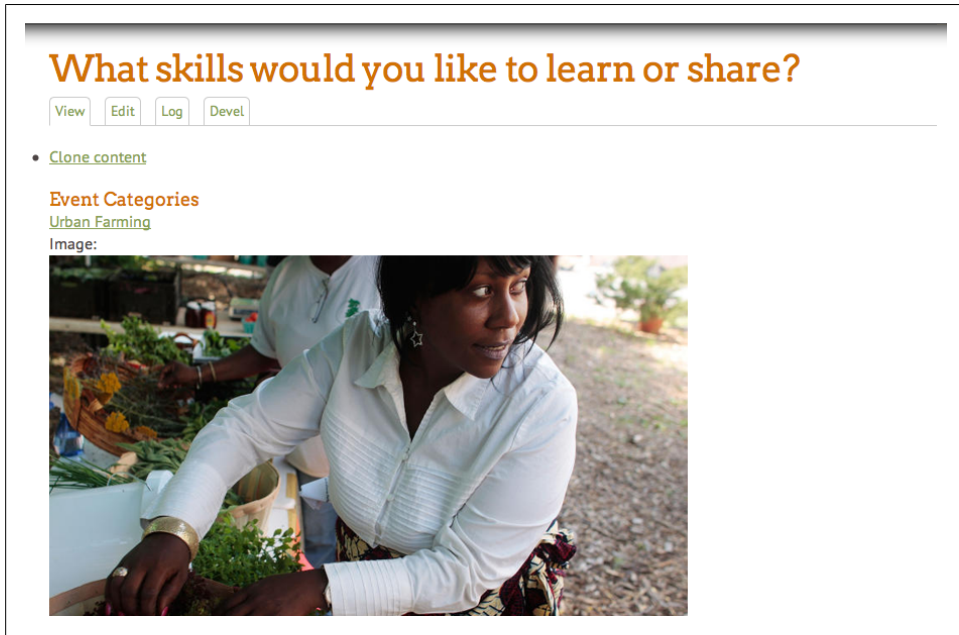 What skills would you like to learn or share?
View Edit Log Devel
Clone content
Event Categories
Urban Farming
Image: